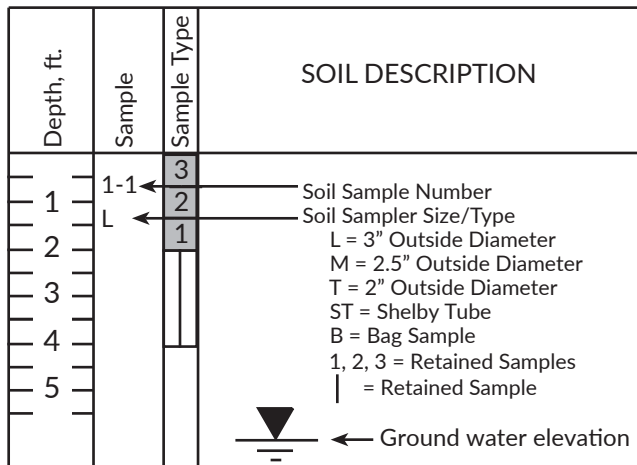 Depth, ft.
Sample
Sample Type
SOIL DESCRIPTION
3
1-1
Soil Sample Number
1
2
L
Soil Sampler Size/Type
1
L = 3” Outside Diameter
2
M = 2.5” Outside Diameter
T = 2” Outside Diameter
3
ST = Shelby Tube
B = Bag Sample
4
1, 2, 3 = Retained Samples
| = Retained Sample
5
Ground water elevation